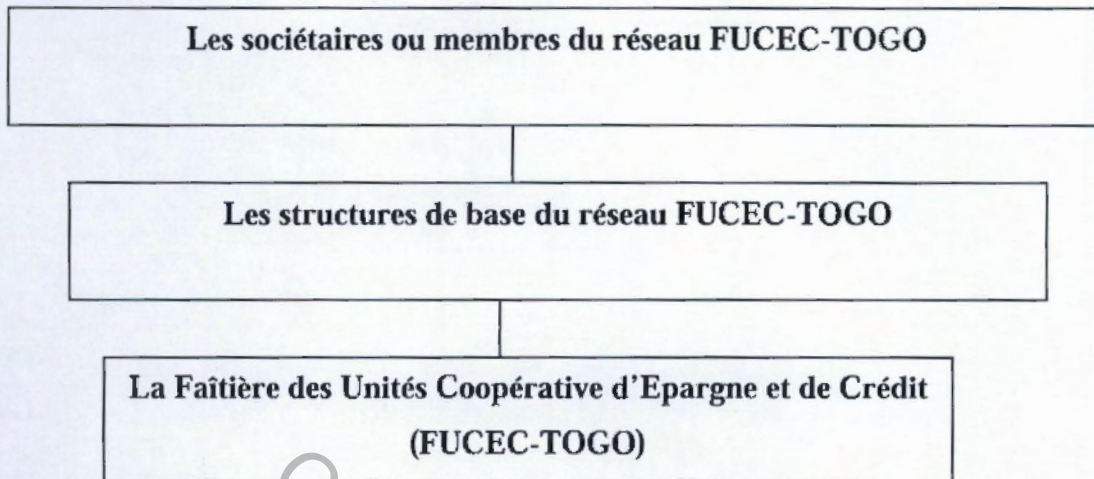 Les sociétaires ou membres du réseau FUCEC-TOGO
Les structures de base du réseau FUCEC-TOGO
La Faîtière des Unités Coopérative d'Epargne et de Crédit
(FUCEC-TOGO)